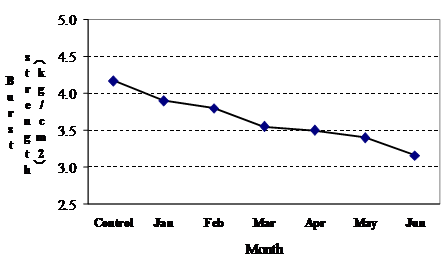 5.0
4.5
4.0
3.5
3.0
2.5
Burst
strength
(kg/cm2)
Control Jan Feb Mar Apr May Jun
Month